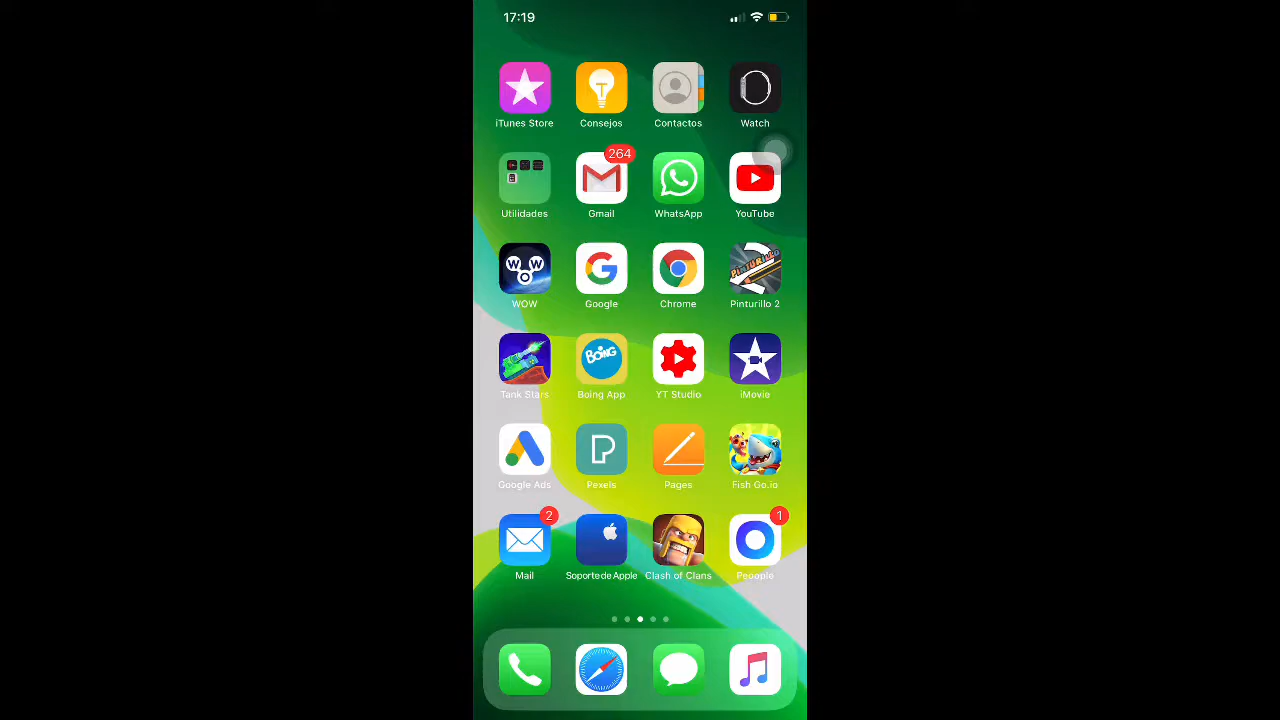 17:19
iTunes Store Consejos Contactos Watch
264
Utilidades Gmail WhatsApp YouTube
W W O PINTURILLO
WOW Google Chrome Pinturillo 2
BOING
Tank Stars Boing App YT Studio iMovie
Google Ads Pexels Pages Fish Go.io
2 1
Mail Soporte de Apple Clash of Clans Peoople